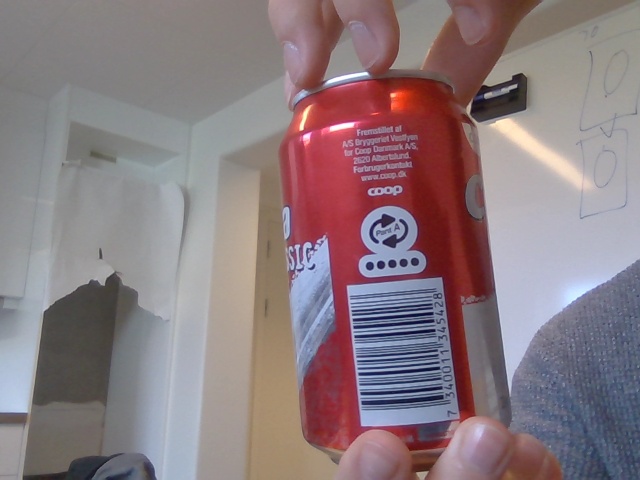 Fremstillet af
A/S Bryggeriet Vestfyen
for Coop Danmark A/S,
2620 Albertslund.
Forbrugerkontakt
www.coop.dk
coop
Pant A
7 340011 345428